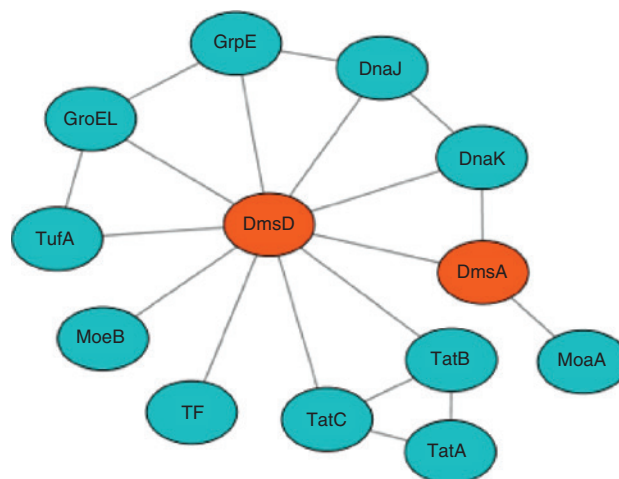 GrpE
DnaJ
GroEL
DnaK
DmsD
TufA
DmsA
MoeB
TatB
MoaA
TF
TatC
TatA